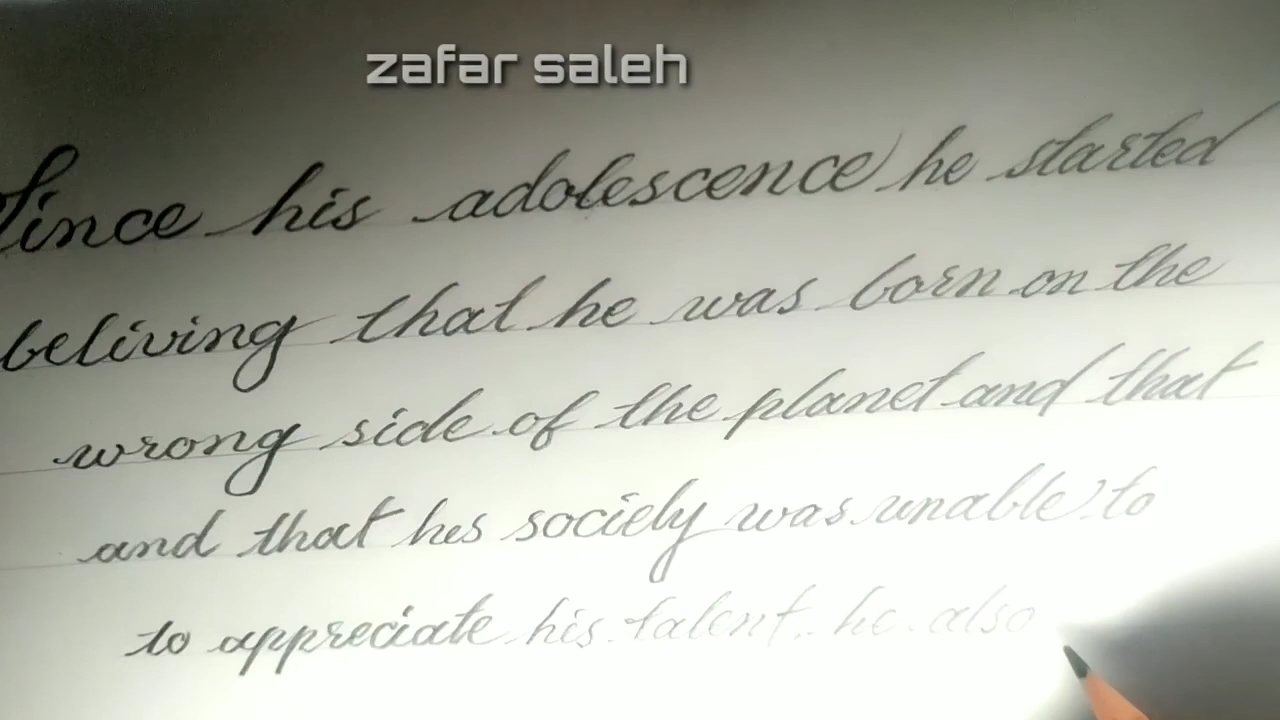 zafar saleh
Since his adolescence he started
beliving that he was born on the
wrong side of the planet and that
and that hes society was unable to
to appreciate his talent. he also